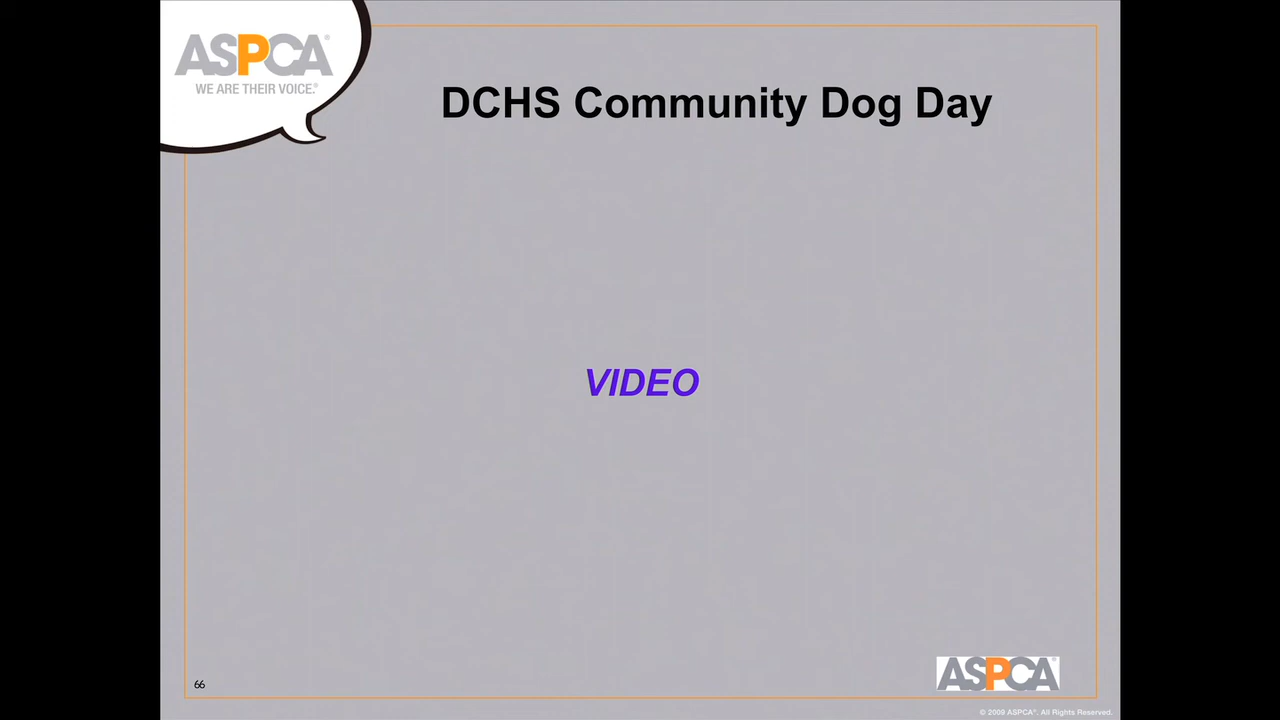 ASPCA®
WE ARE THEIR VOICE.®
DCHS Community Dog Day
VIDEO
66
ASPCA®
© 2009 ASPCA®. All Rights Reserved.